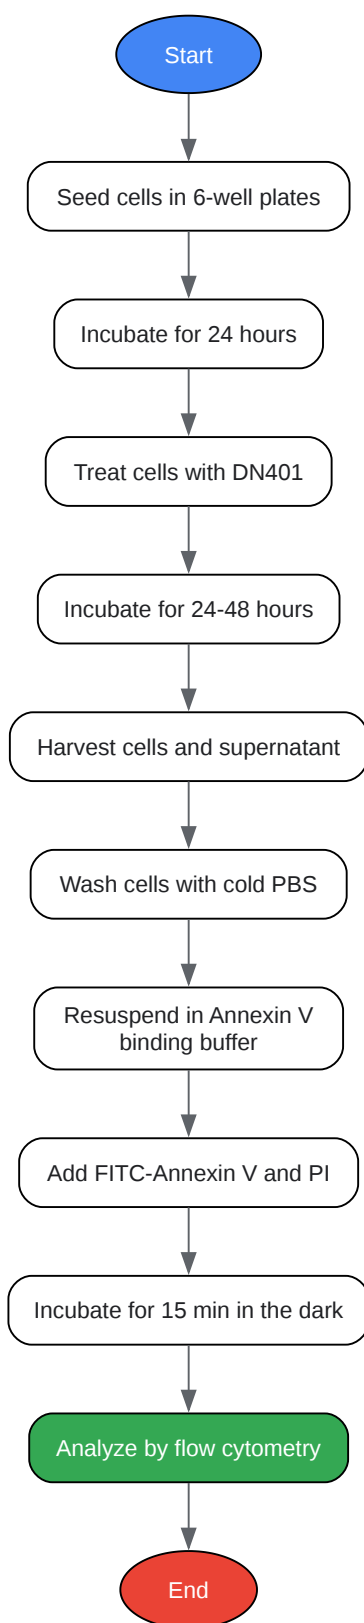 Start
Seed cells in 6-well plates
Incubate for 24 hours
Treat cells with DN401
Incubate for 24-48 hours
Harvest cells and supernatant
Wash cells with cold PBS
Resuspend in Annexin V
binding buffer
Add FITC-Annexin V and PI
Incubate for 15 min in the dark
Analyze by flow cytometry
End